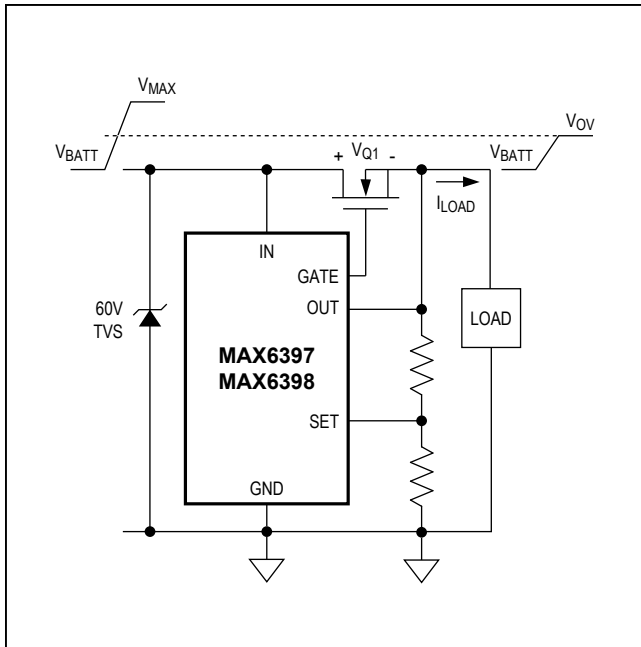 VMAX
VBATT
+ VQ1 -
VOV
VBATT
ILOAD
IN
GATE
60V
TVS
OUT
LOAD
MAX6397
MAX6398
SET
GND